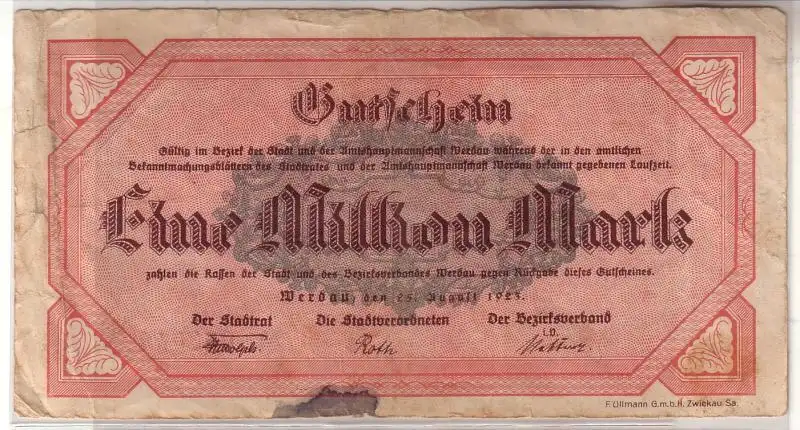 Gutschein
Gültig im Bezirk der Stadt und der Amtshauptmannschaft Werdau während der in den amtlichen
Bekanntmachungsblättern des Stadtrates und der Amtshauptmannschaft Werdau bekannt gegebenen Laufzeit.
Eine Million Mark
zahlen die Kassen der Stadt und des Bezirksverbandes Werdau gegen Rückgabe dieses Gutscheines.
Werdau, den 25. August 1923.
Der Stadtrat Die Stadtverordneten Der Bezirksverband
i.V.
Roth
F. Ullmann G.m.b.H. Zwickau Sa.